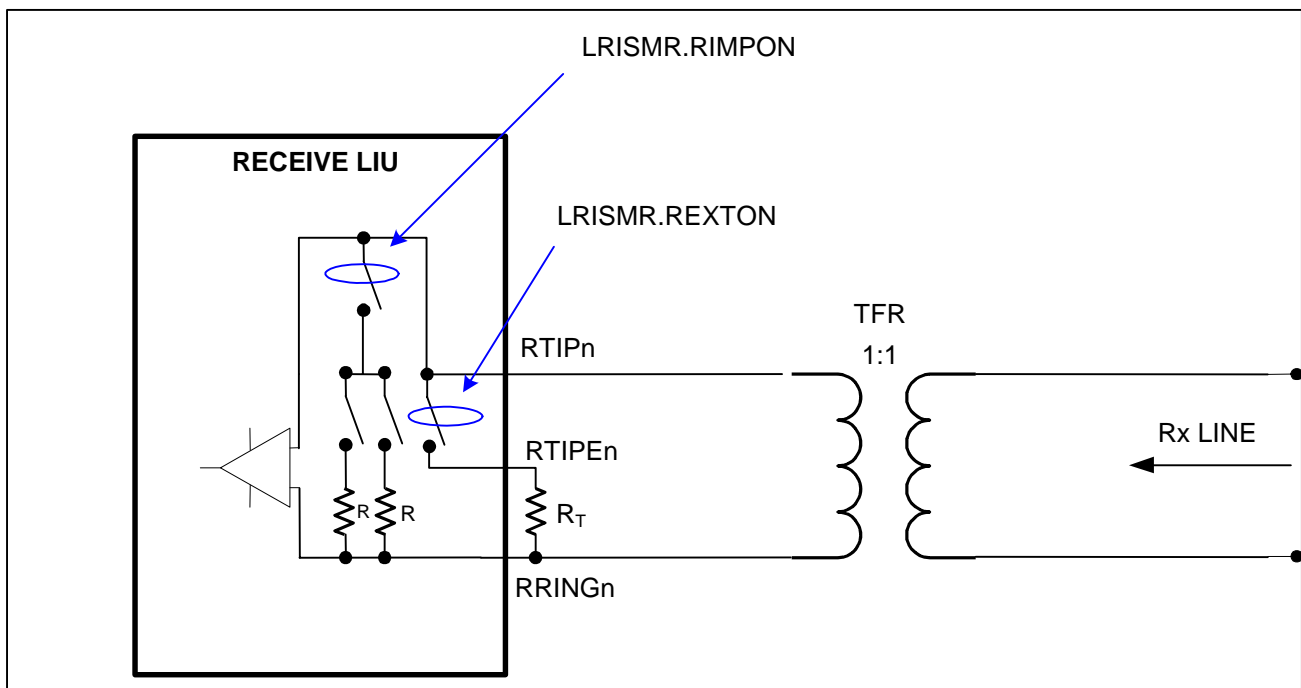 LRISMR.RIMPON
RECEIVE LIU
LRISMR.REXTON
TFR
1:1
RTIPn
Rx LINE
RTIPEn
R
R
RT
RRINGn